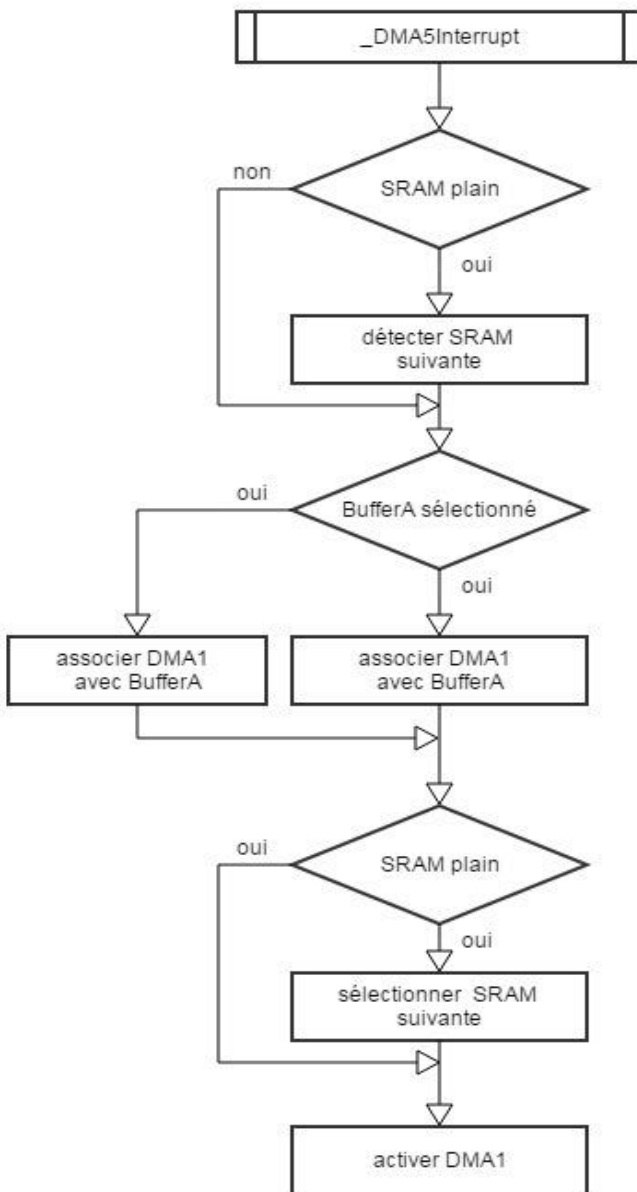 _DMA5Interrupt
SRAM plain
non
oui
détecter SRAM
suivante
BufferA sélectionné
oui
oui
associer DMA1
avec BufferA
associer DMA1
avec BufferA
SRAM plain
oui
oui
sélectionner SRAM
suivante
activer DMA1